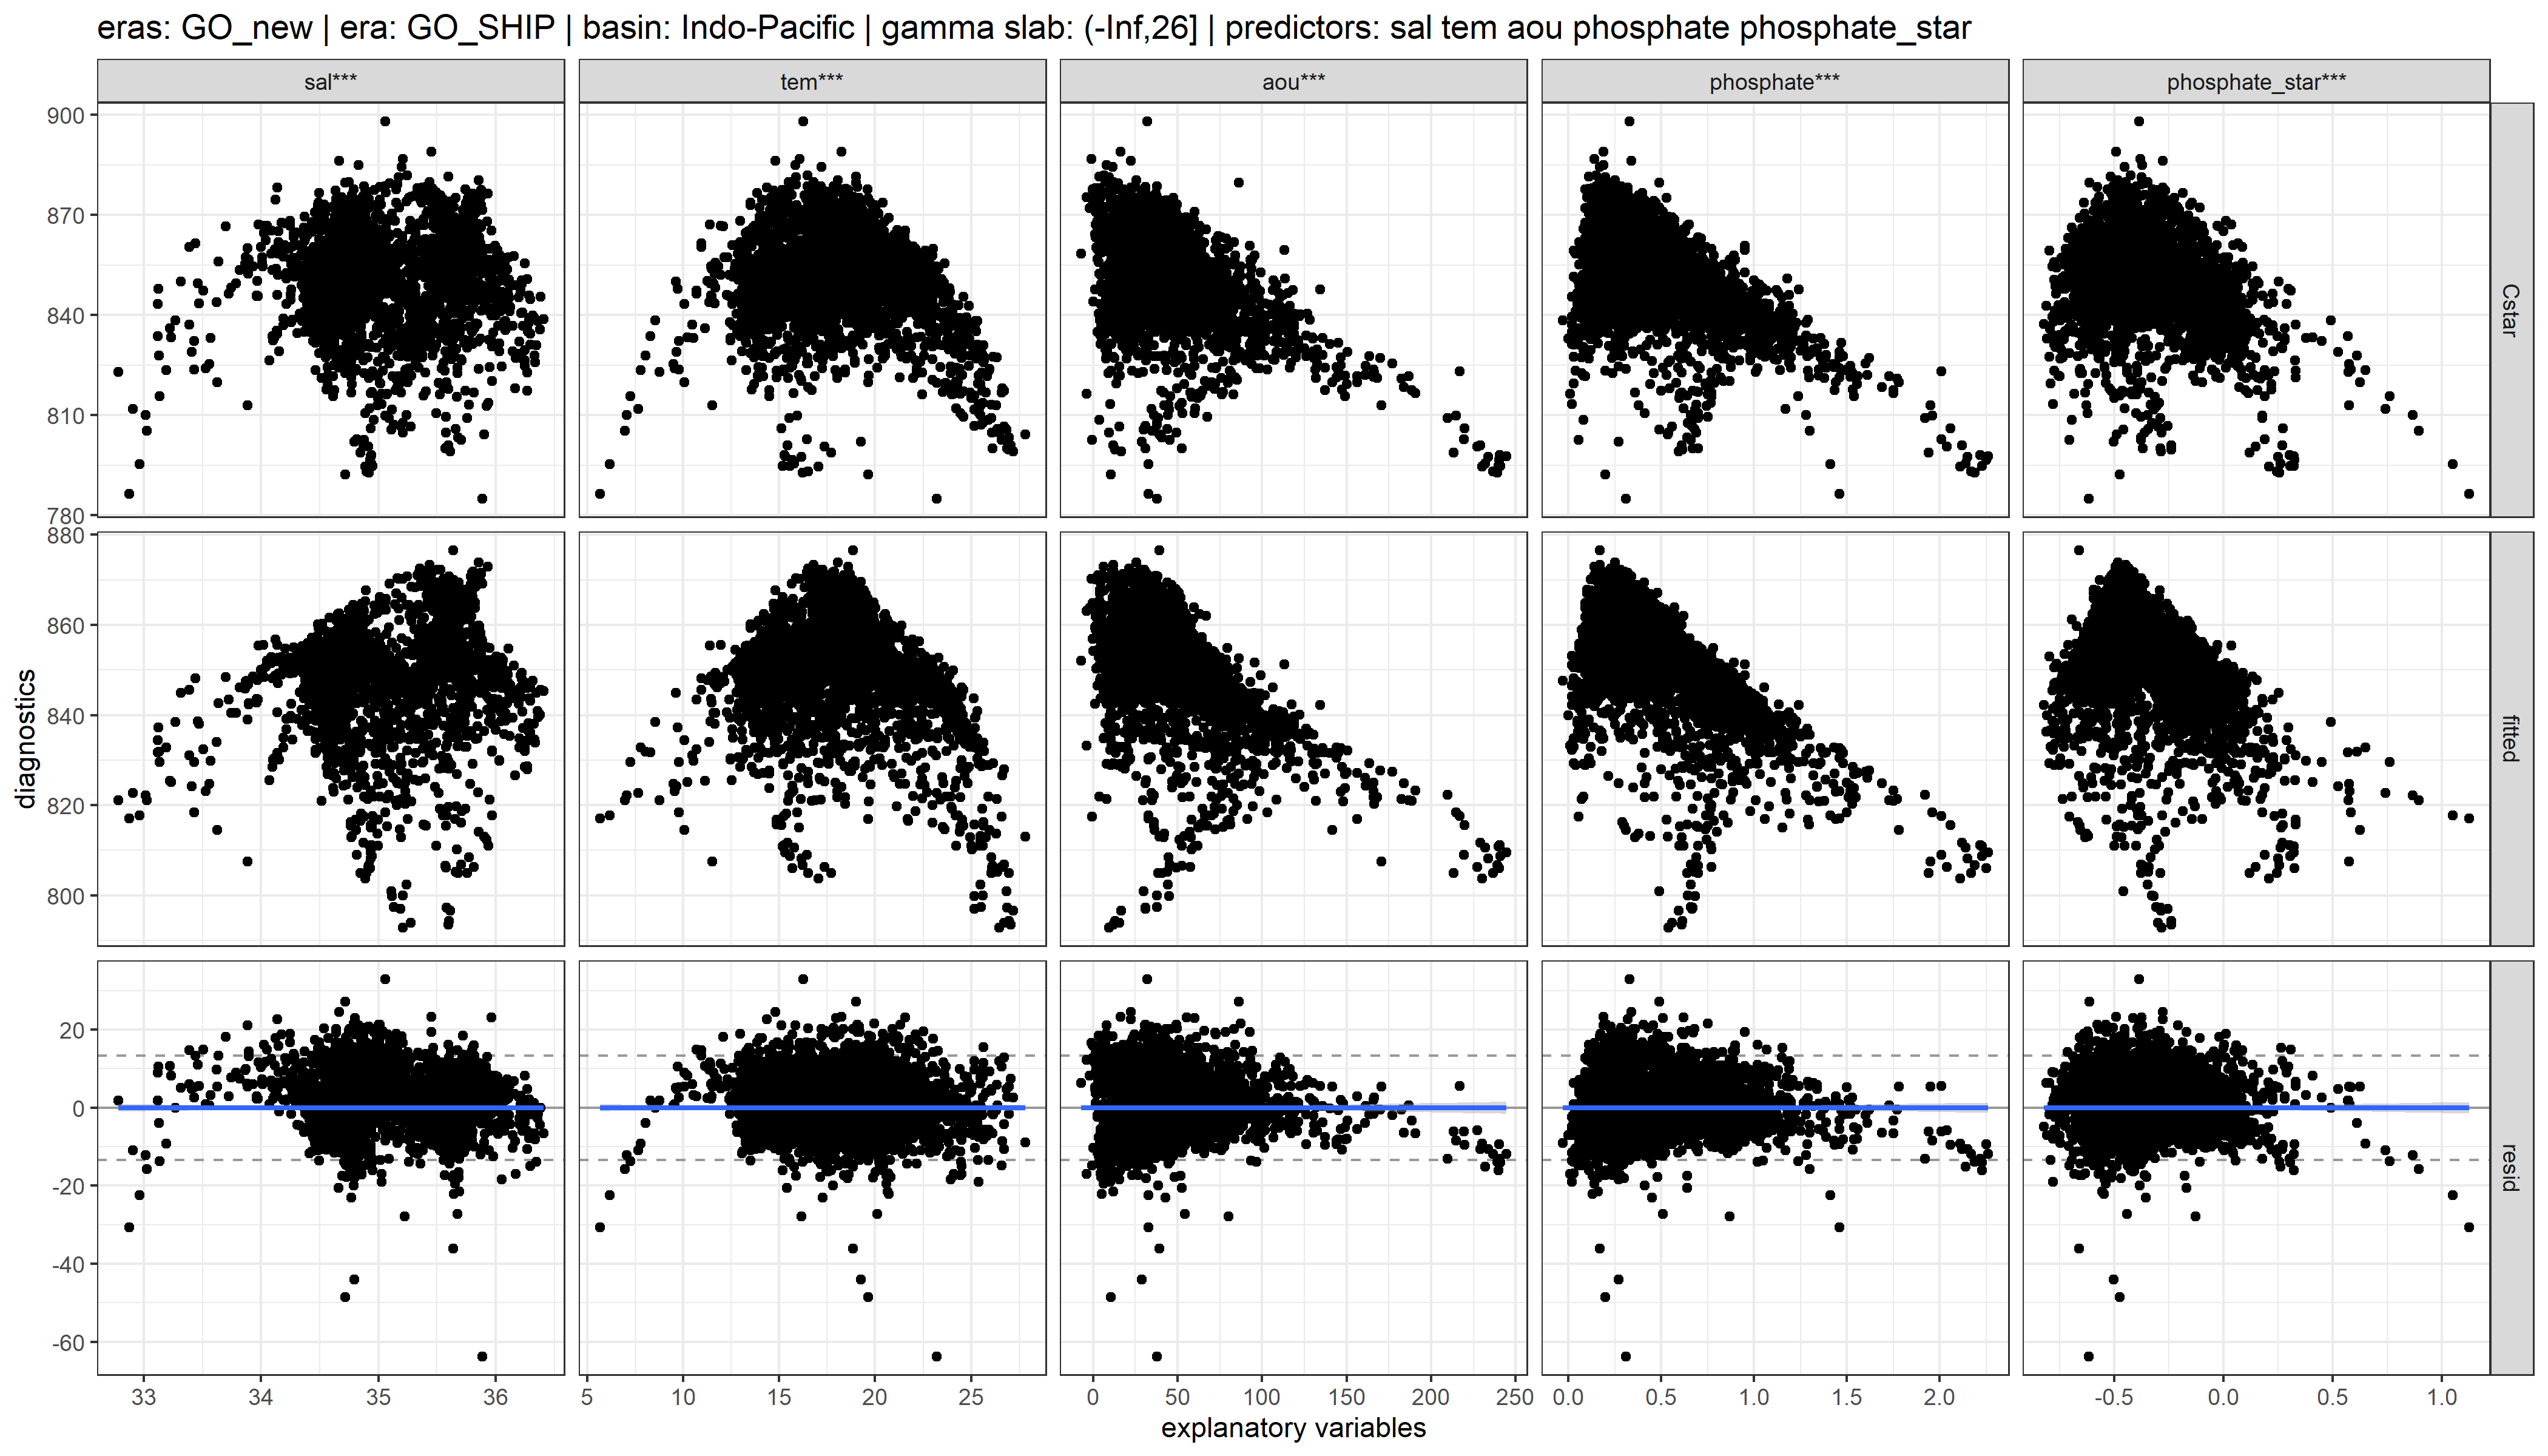 eras: GO_new | era: GO_SHIP | basin: Indo-Pacific | gamma slab: (-Inf,26] | predictors: sal tem aou phosphate phosphate_star
sal*** tem*** aou*** phosphate*** phosphate_star***
900
870
840
810
780
Cstar
880
860
840
820
800
fitted
diagnostics
20
0
-20
-40
-60
resid
33 34 35 36 5 10 15 20 25 0 50 100 150 200 250 0.0 0.5 1.0 1.5 2.0 -0.5 0.0 0.5 1.0
explanatory variables